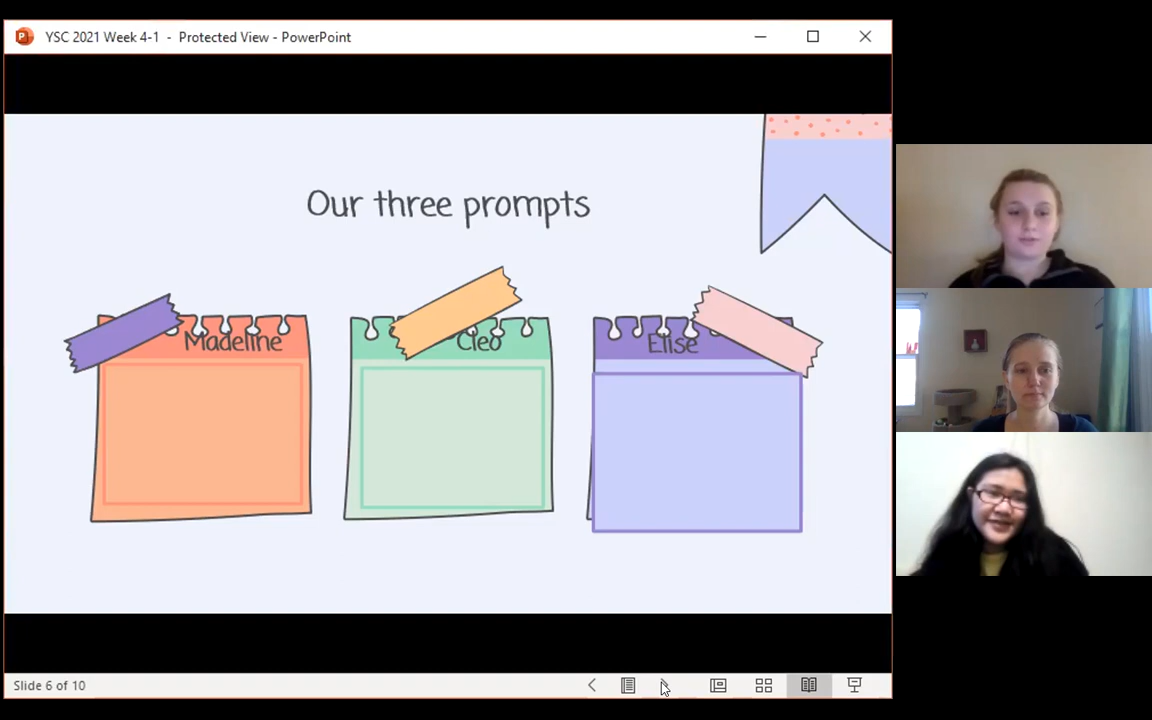 YSC 2021 Week 4-1 - Protected View - PowerPoint
Our three prompts
Madeline
Cleo
Elise
Slide 6 of 10